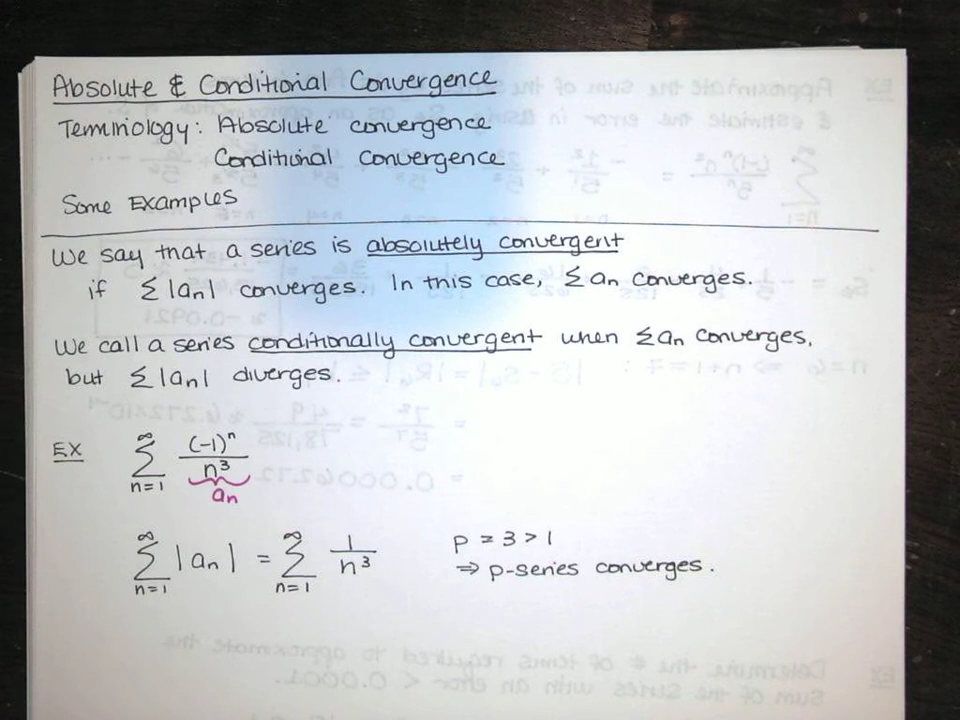 Absolute & Conditional Convergence
Terminology: Absolute convergence
Conditional Convergence
Some Examples
We say that a series is absolutely convergent
if Σ |an| converges. In this case, Σ an converges.
We call a series conditionally convergent when Σ an converges,
but Σ |an| diverges.
EX ∞ Σ n=1 (-1)^n / n^3
an
∞ Σ n=1 |an| = ∞ Σ n=1 1 / n^3 p = 3 > 1
⇒ p-series converges.